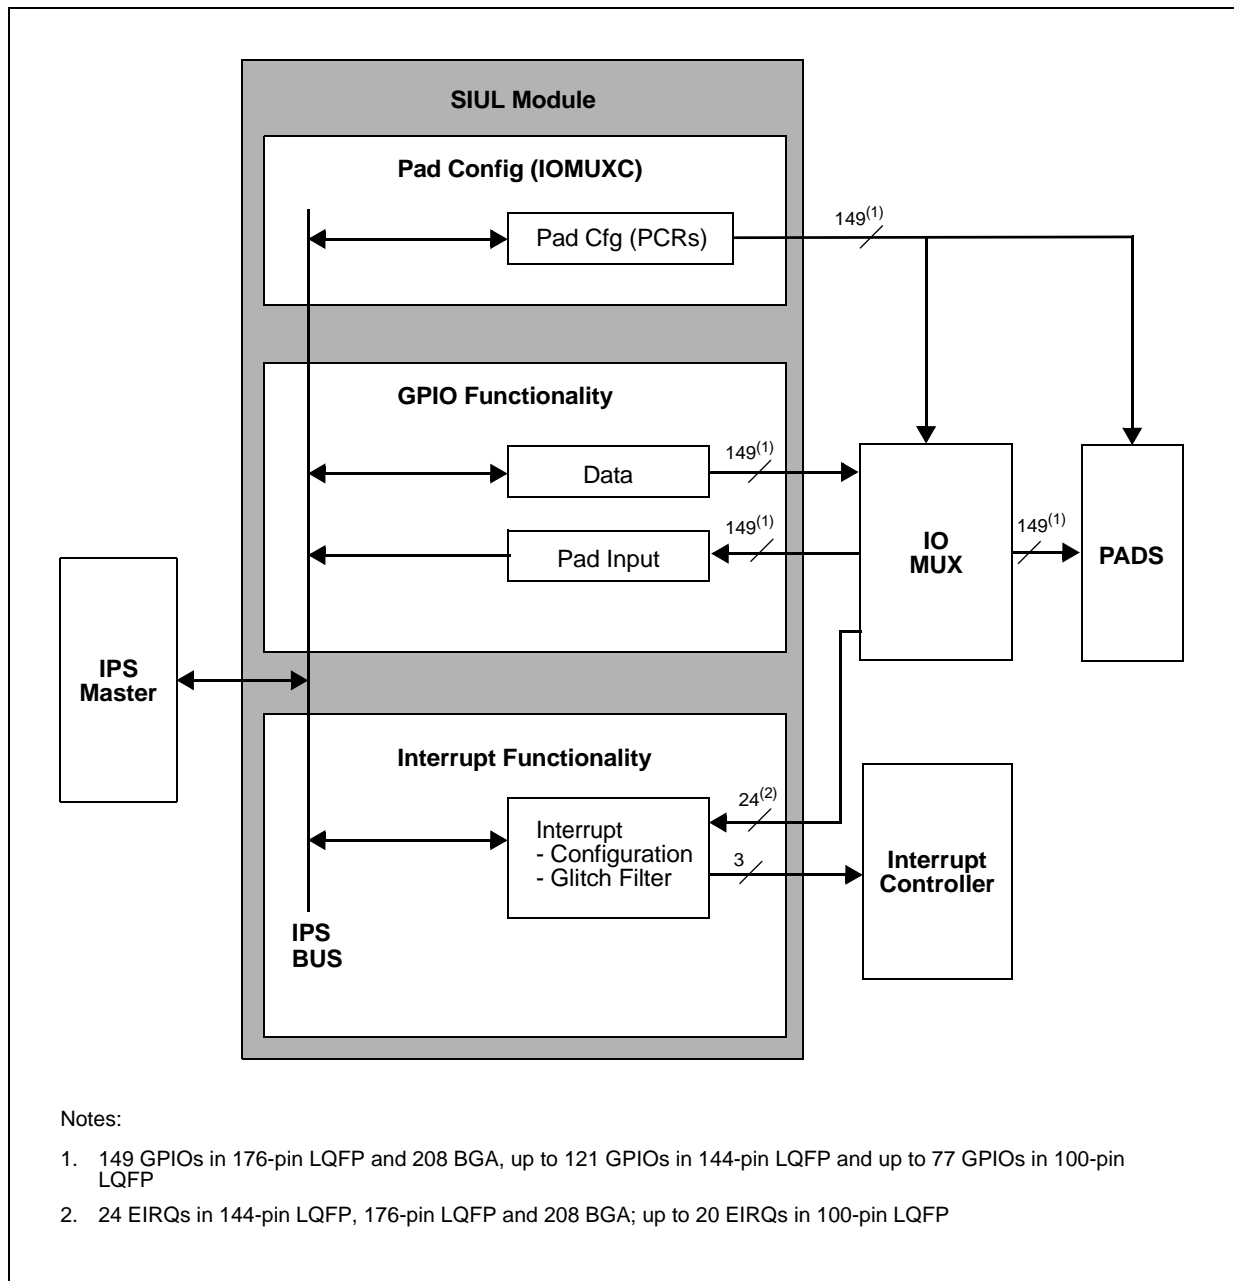 SIUL Module
Pad Config (IOMUXC)
Pad Cfg (PCRs)
149(1)
GPIO Functionality
Data
149(1)
Pad Input
149(1)
IO
MUX
149(1)
PADS
IPS
Master
Interrupt Functionality
Interrupt
- Configuration
- Glitch Filter
24(2)
3
Interrupt
Controller
IPS
BUS
Notes:
1. 149 GPIOs in 176-pin LQFP and 208 BGA, up to 121 GPIOs in 144-pin LQFP and up to 77 GPIOs in 100-pin
LQFP
2. 24 EIRQs in 144-pin LQFP, 176-pin LQFP and 208 BGA; up to 20 EIRQs in 100-pin LQFP